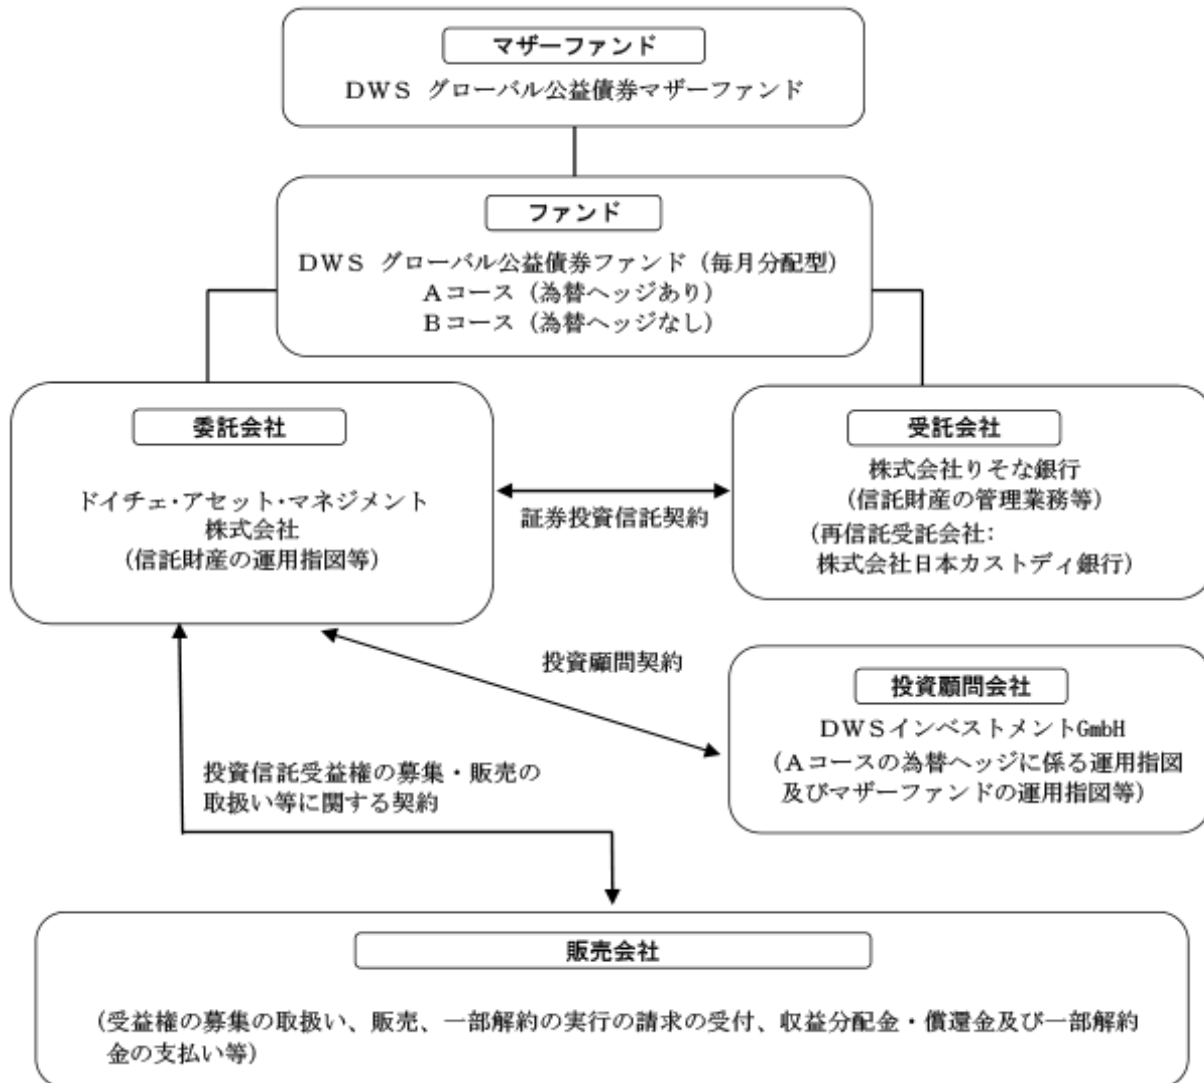 マザーファンド
DWS グローバル公益債券マザーファンド
ファンド
DWS グローバル公益債券ファンド（毎月分配型）
Aコース（為替ヘッジあり）
Bコース（為替ヘッジなし）
委託会社
ドイチェ・アセット・マネジメント
株式会社
（信託財産の運用指図等）
証券投資信託契約
受託会社
株式会社りそな銀行
（信託財産の管理業務等）
（再信託受託会社：
株式会社日本カストディ銀行）
投資顧問契約
投資顧問会社
DWSインベストメントGmbH
（Aコースの為替ヘッジに係る運用指図
及びマザーファンドの運用指図等）
投資信託受益権の募集・販売の
取扱い等に関する契約
販売会社
（受益権の募集の取扱い、販売、一部解約の実行の請求の受付、収益分配金・償還金及び一部解約
金の支払い等）